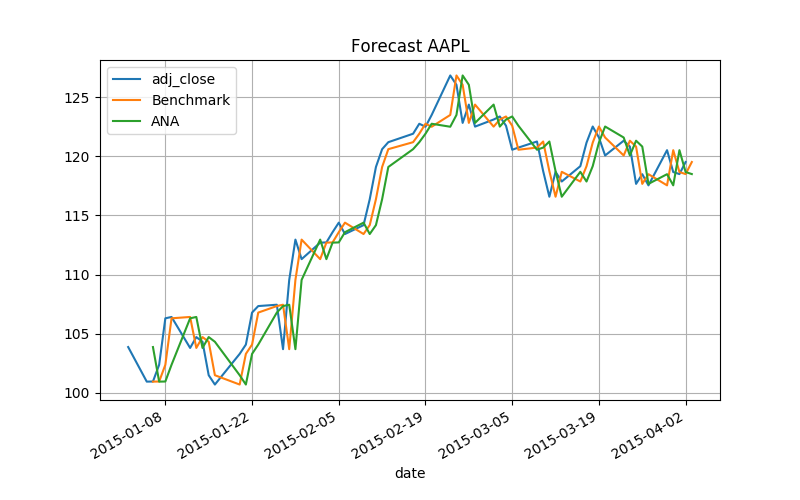 Forecast AAPL
adj_close
Benchmark
ANA
125
120
115
110
105
100
2015-01-08
2015-01-22
2015-02-05
2015-02-19
2015-03-05
2015-03-19
2015-04-02
date